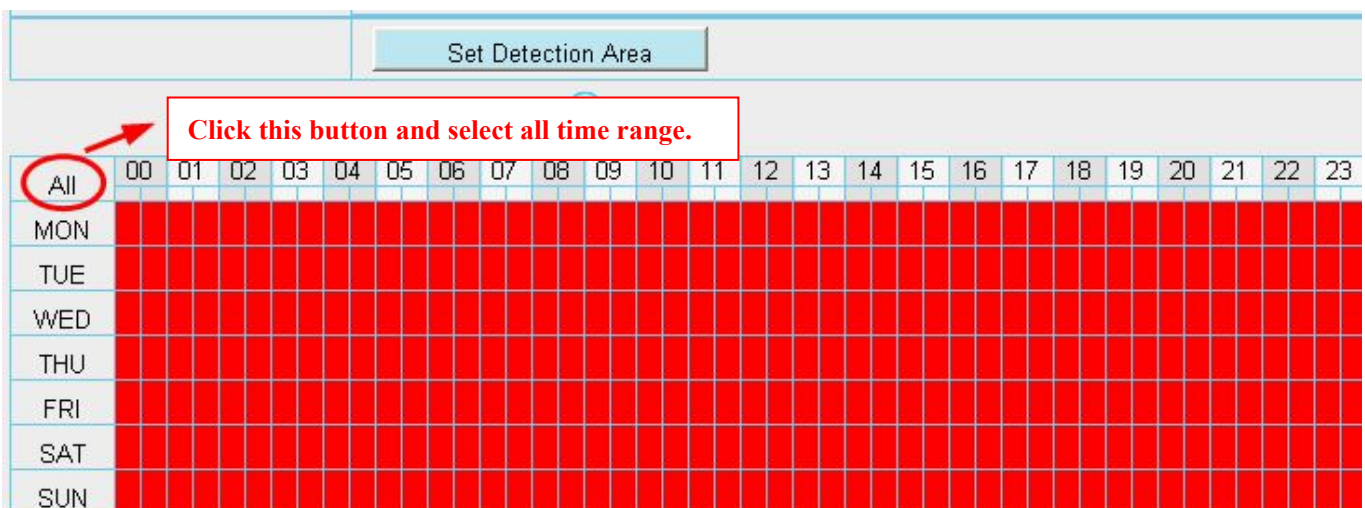 Set Detection Area
Click this button and select all time range.
All 00 01 02 03 04 05 06 07 08 09 10 11 12 13 14 15 16 17 18 19 20 21 22 23
MON
TUE
WED
THU
FRI
SAT
SUN